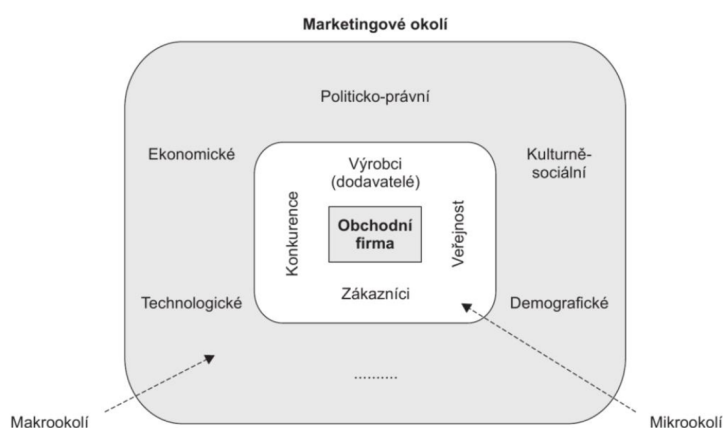 Marketingové okolí
Politicko-právní
Ekonomické
Kulturně-
sociální
Výrobci
(dodavatelé)
Konkurence
Obchodní
firma
Veřejnost
Zákazníci
Technologické
Demografické
..........
Makrookolí
Mikrookolí